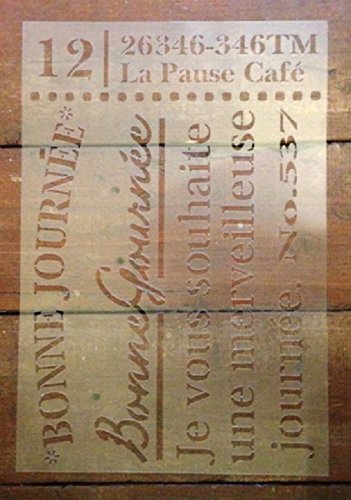 12
26346-346TM
La Pause Café
*BONNE JOURNÉE*
Bonne Journée
Je vous souhaite
une merveilleuse
journée. No.537